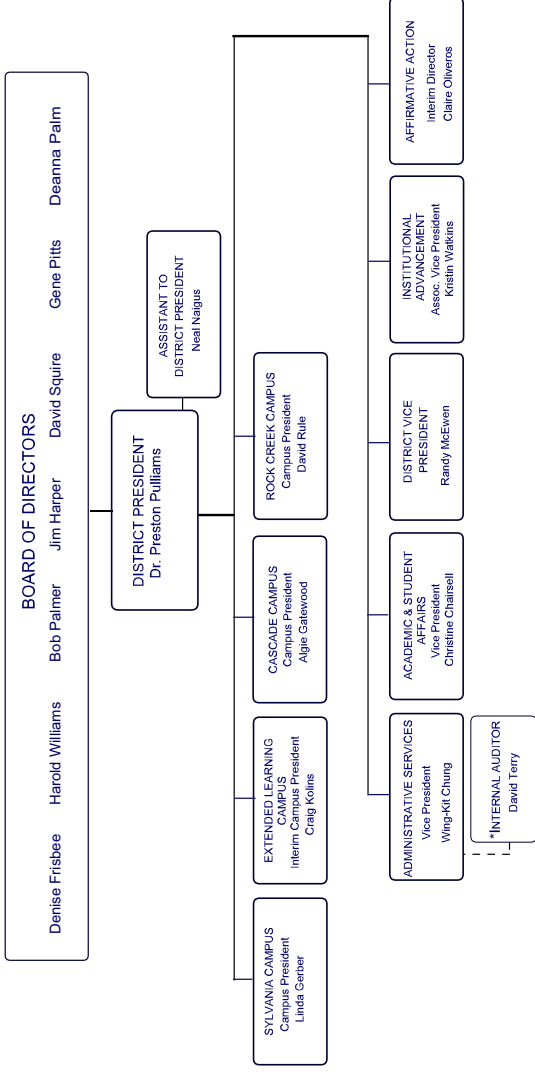 BOARD OF DIRECTORS
Denise Frisbee Harold Williams Bob Palmer Jim Harper David Squire Gene Pitts Deanna Palm
DISTRICT PRESIDENT
Dr. Preston Pulliams
ASSISTANT TO
DISTRICT PRESIDENT
Neal Naigus
SYLVANIA CAMPUS
Campus President
Linda Gerber
EXTENDED LEARNING
CAMPUS
Interim Campus President
Craig Kolins
CASCADE CAMPUS
Campus President
Algie Gatewood
ROCK CREEK CAMPUS
Campus President
David Rule
ADMINISTRATIVE SERVICES
Vice President
Wing-Kit Chung
ACADEMIC & STUDENT
AFFAIRS
Vice President
Christine Chairsell
DISTRICT VICE
PRESIDENT
Randy McEwen
INSTITUTIONAL
ADVANCEMENT
Assoc. Vice President
Kristin Watkins
AFFIRMATIVE ACTION
Interim Director
Claire Oliveros
*INTERNAL AUDITOR
David Terry